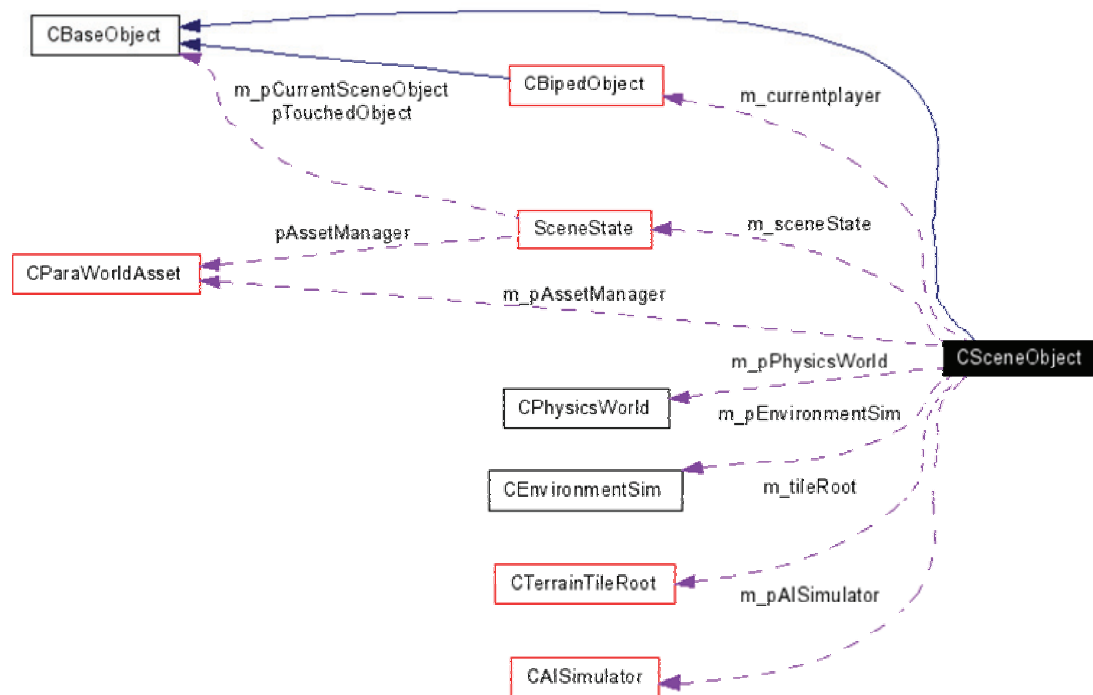 CBaseObject
m_pCurrentSceneObject
pTouchedObject
CBipedObject
m_currentplayer
pAssetManager
SceneState
m_sceneState
CParaWorldAsset
m_pAssetManager
CSceneObject
m_pPhysicsWorld
CPhysicsWorld
m_pEnvironmentSim
CEnvironmentSim
m_tileRoot
CTerrainTileRoot
m_pAISimulator
CAISimulator